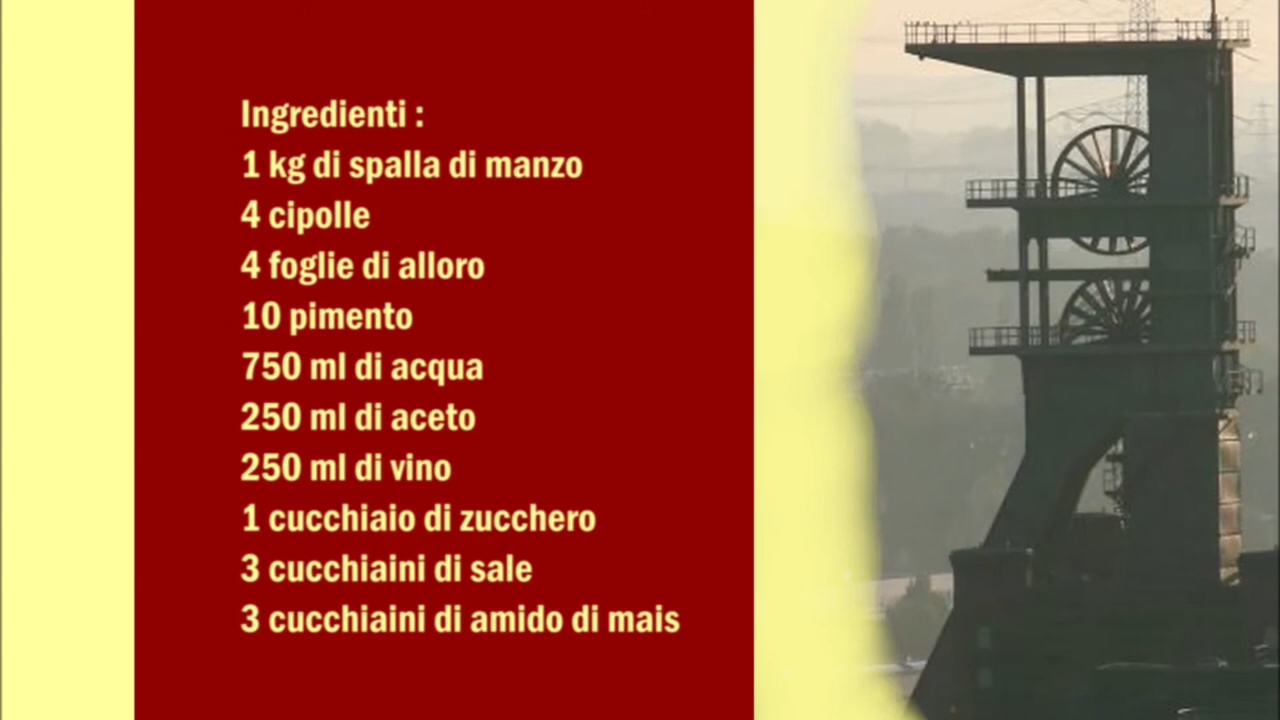 Ingredienti :
1 kg di spalla di manzo
4 cipolle
4 foglie di alloro
10 pimento
750 ml di acqua
250 ml di aceto
250 ml di vino
1 cucchiaio di zucchero
3 cucchiaini di sale
3 cucchiaini di amido di mais